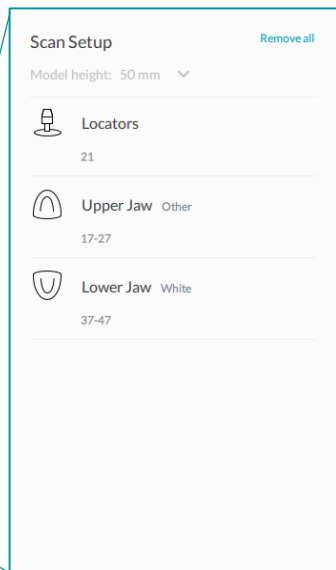 Scan Setup Remove all
Model height: 50 mm
Locators
21
Upper Jaw Other
17-27
Lower Jaw White
37-47